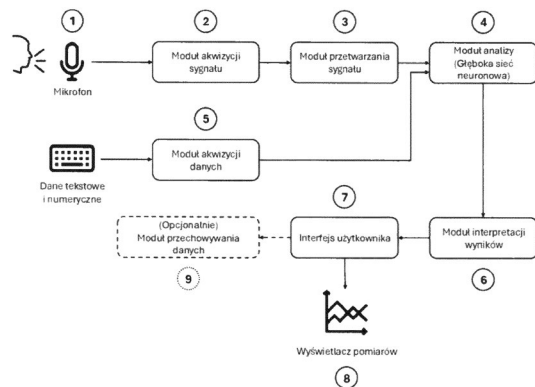 1
2
3
4
Mikrofon
Moduł akwizycji
sygnału
Moduł przetwarzania
sygnału
Moduł analizy
(Głęboka sieć
neuronowa)
5
Dane tekstowe
i numeryczne
Moduł akwizycji
danych
7
(Opcjonalnie)
Moduł przechowywania
danych
9
Interfejs użytkownika
Moduł interpretacji
wyników
6
Wyświetlacz pomiarów
8